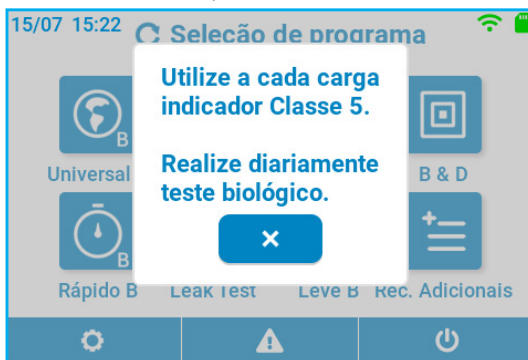 15/07 15:22
Seleção de programa
Utilize a cada carga
indicador Classe 5.
Realize diariamente
teste biológico.
B
Universal
B & D
B
Rápido B
Leak Test
Leve B
Rec. Adicionais